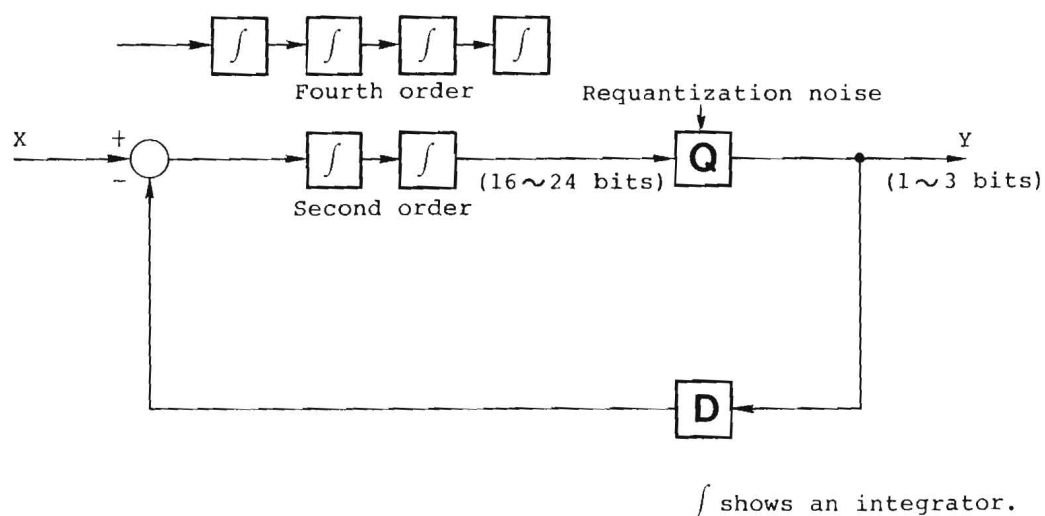 ∫ ∫ ∫ ∫
Fourth order
Requantization noise
X + ∫ ∫ Q Y
−
(16∼24 bits) (1∼3 bits)
Second order
D
∫ shows an integrator.